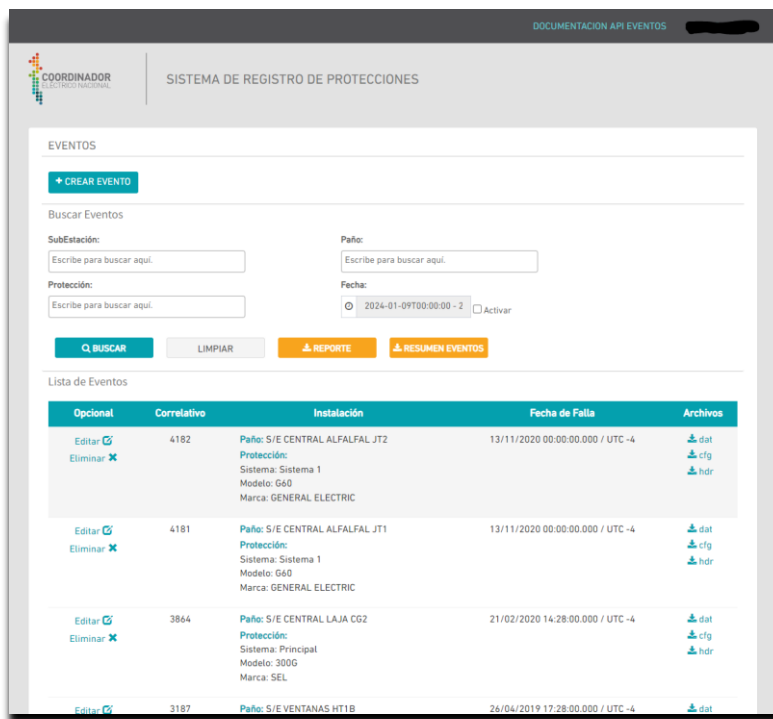 DOCUMENTACION API EVENTOS
COORDINADOR
ELÉCTRICO NACIONAL
SISTEMA DE REGISTRO DE PROTECCIONES
EVENTOS
+ CREAR EVENTO
Buscar Eventos
SubEstación: Paño:
Escribe para buscar aquí. Escribe para buscar aquí.
Protección: Fecha:
Escribe para buscar aquí. 2024-01-09T00:00:00 - 2 Activar
BUSCAR LIMPIAR REPORTE RESUMEN EVENTOS
Lista de Eventos
Opcional Correlativo Instalación Fecha de Falla Archivos
Editar 4182 Paño: S/E CENTRAL ALFALFAL JT2 13/11/2020 00:00:00.000 / UTC -4 dat
Eliminar Protección: cfg
Sistema: Sistema 1 hdr
Modelo: G60
Marca: GENERAL ELECTRIC
Editar 4181 Paño: S/E CENTRAL ALFALFAL JT1 13/11/2020 00:00:00.000 / UTC -4 dat
Eliminar Protección: cfg
Sistema: Sistema 1 hdr
Modelo: G60
Marca: GENERAL ELECTRIC
Editar 3864 Paño: S/E CENTRAL LAJA CG2 21/02/2020 14:28:00.000 / UTC -4 dat
Eliminar Protección: cfg
Sistema: Principal hdr
Modelo: 300G
Marca: SEL
Editar 3187 Paño: S/E VENTANAS HT1B 26/04/2019 17:28:00.000 / UTC -4 dat